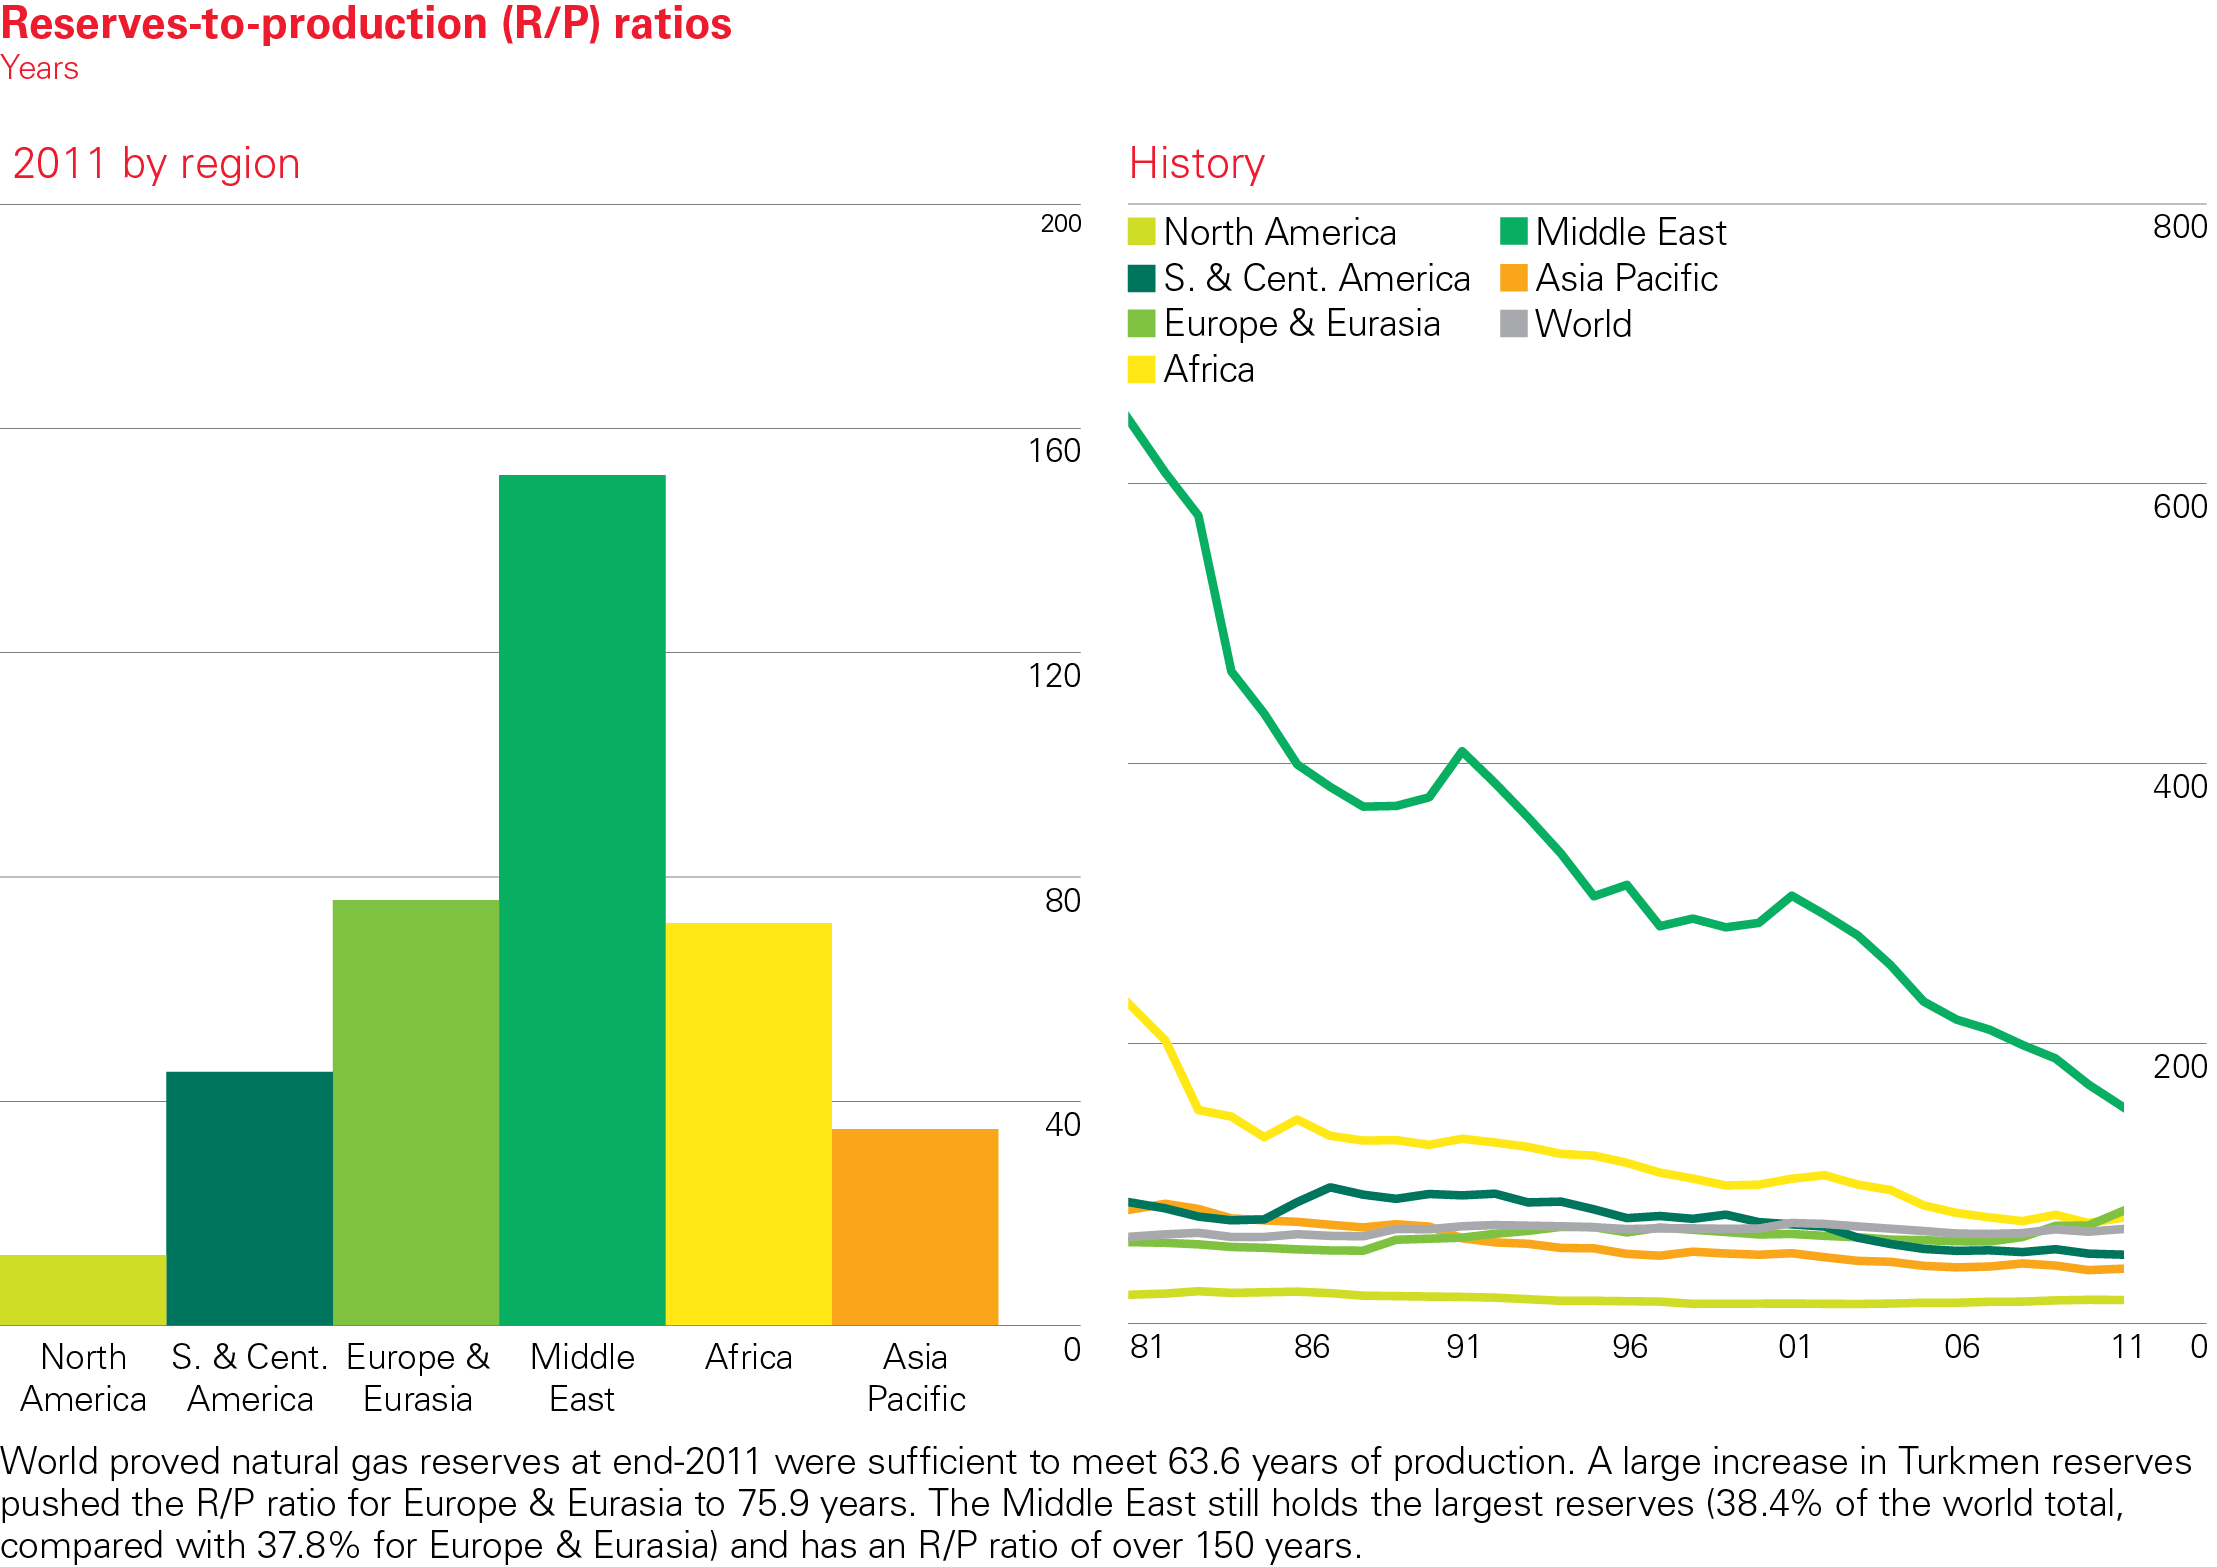 Reserves-to-production (R/P) ratios
Years
2011 by region
200
160
120
80
40
0
North America
S. & Cent. America
Europe & Eurasia
Middle East
Africa
Asia Pacific
History
North America
S. & Cent. America
Europe & Eurasia
Africa
Middle East
Asia Pacific
World
800
600
400
200
0
81 86 91 96 01 06 11
World proved natural gas reserves at end-2011 were sufficient to meet 63.6 years of production. A large increase in Turkmen reserves
pushed the R/P ratio for Europe & Eurasia to 75.9 years. The Middle East still holds the largest reserves (38.4% of the world total,
compared with 37.8% for Europe & Eurasia) and has an R/P ratio of over 150 years.